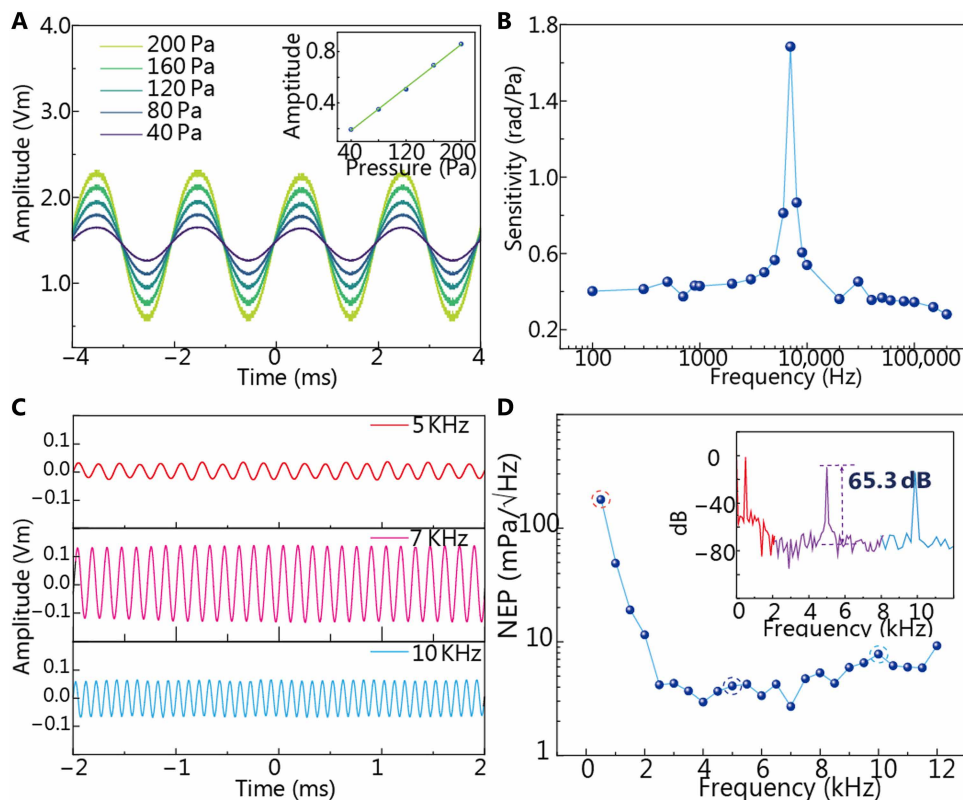 A
Amplitude (Vm)
4.0
3.0
2.0
1.0
200 Pa
160 Pa
120 Pa
80 Pa
40 Pa
Amptitude
0.8
−0.4
40 120 200
Pressure (Pa)
−4 −2 0 2 4
Time (ms)
B
Sensitivity (rad/Pa)
1.8
1.4
1.0
0.6
0.2
100 1000 10,000 100,000
Frequency (Hz)
C
Amplitude (Vm)
5 KHz
0.1
0.0
−0.1
7 KHz
0.1
0.0
−0.1
10 KHz
0.1
0.0
−0.1
−2 −1 0 1 2
Time (ms)
D
NEP (mPa/√Hz)
100
10
1
dB
0
−40
−80
65.3 dB
0 2 4 6 8 10
Frequency (kHz)
0 2 4 6 8 10 12
Frequency (kHz)